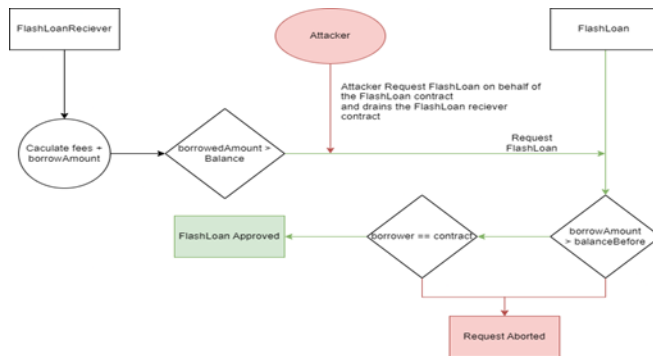 FlashLoanReciever
Attacker
FlashLoan
Attacker Request FlashLoan on behalf of
the FlashLoan contract
and drains the FlashLoan reciever
contract
Caculate fees +
borrowAmount
borrowedAmount >
Balance
Request
FlashLoan
FlashLoan Approved
borrower == contract
borrowAmount
> balanceBefore
Request Aborted